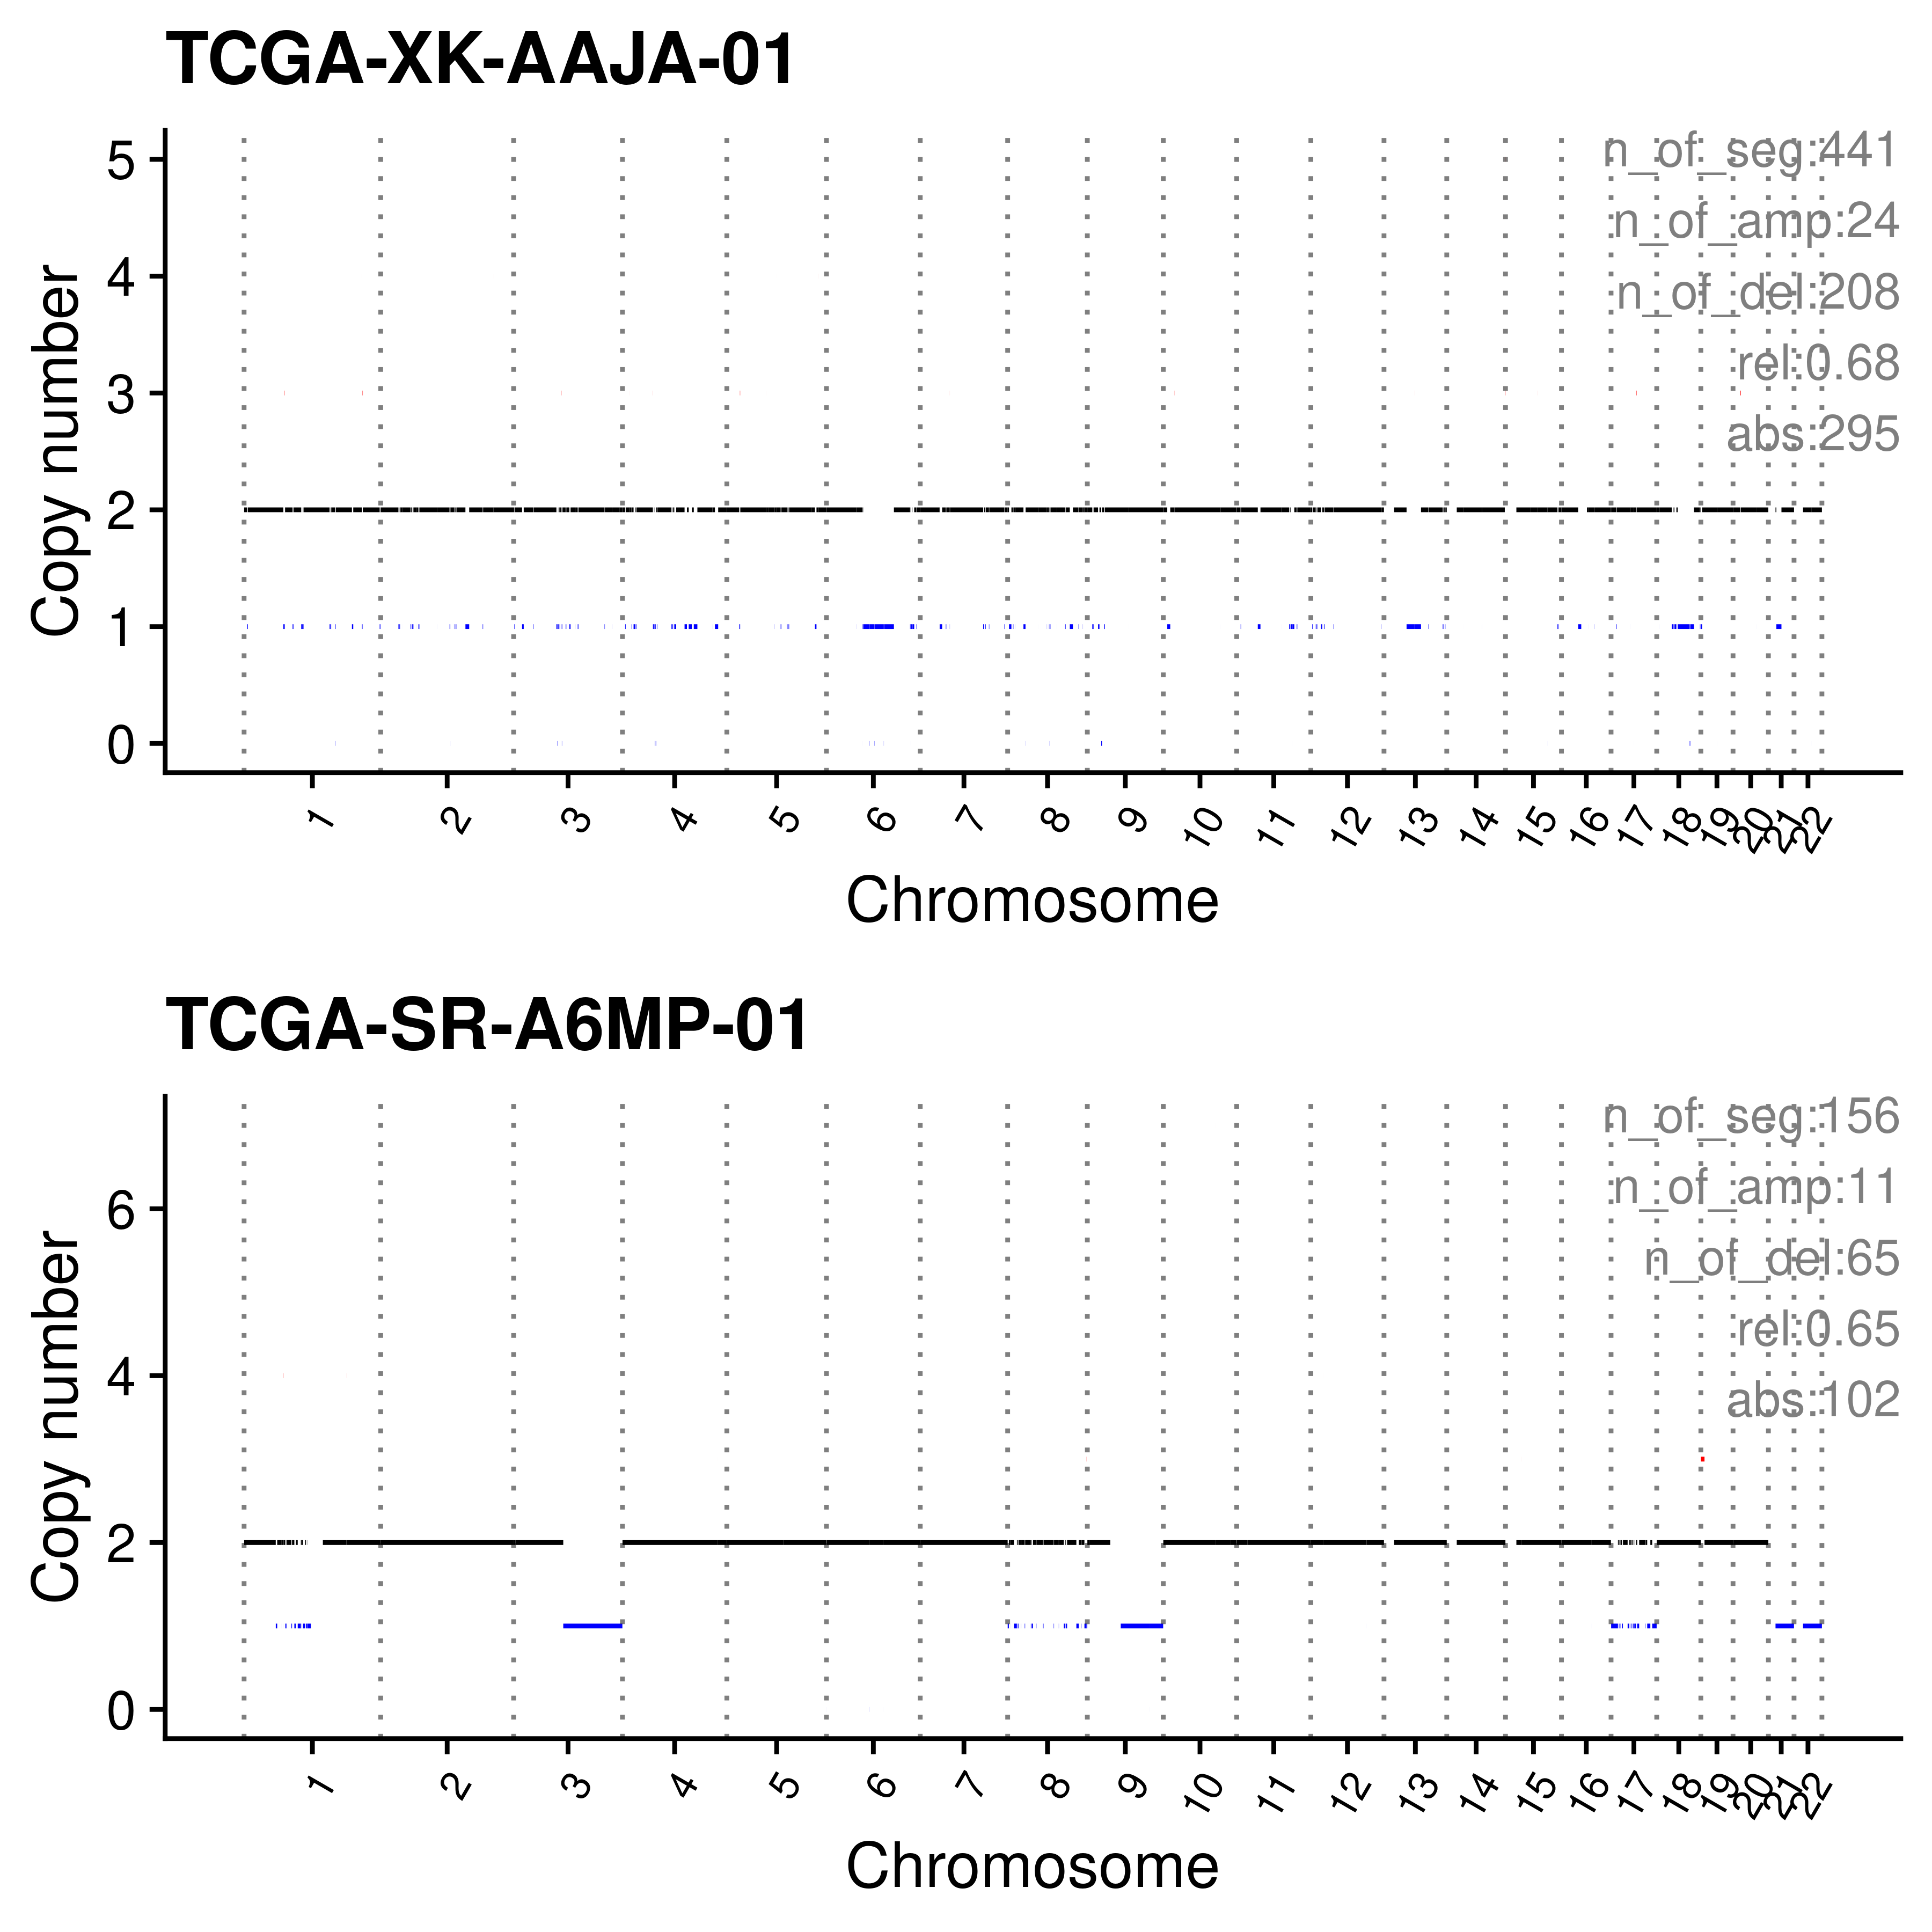 TCGA-XK-AAJA-01
n_of_seg:441
n_of_amp:24
n_of_del:208
rel:0.68
abs:295
5
4
3
2
1
0
Copy number
1 2 3 4 5 6 7 8 9 10 11 12 13 14 15 16 17 18 19 20 21 22
Chromosome
TCGA-SR-A6MP-01
n_of_seg:156
n_of_amp:11
n_of_del:65
rel:0.65
abs:102
6
4
2
0
Copy number
1 2 3 4 5 6 7 8 9 10 11 12 13 14 15 16 17 18 19 20 21 22
Chromosome